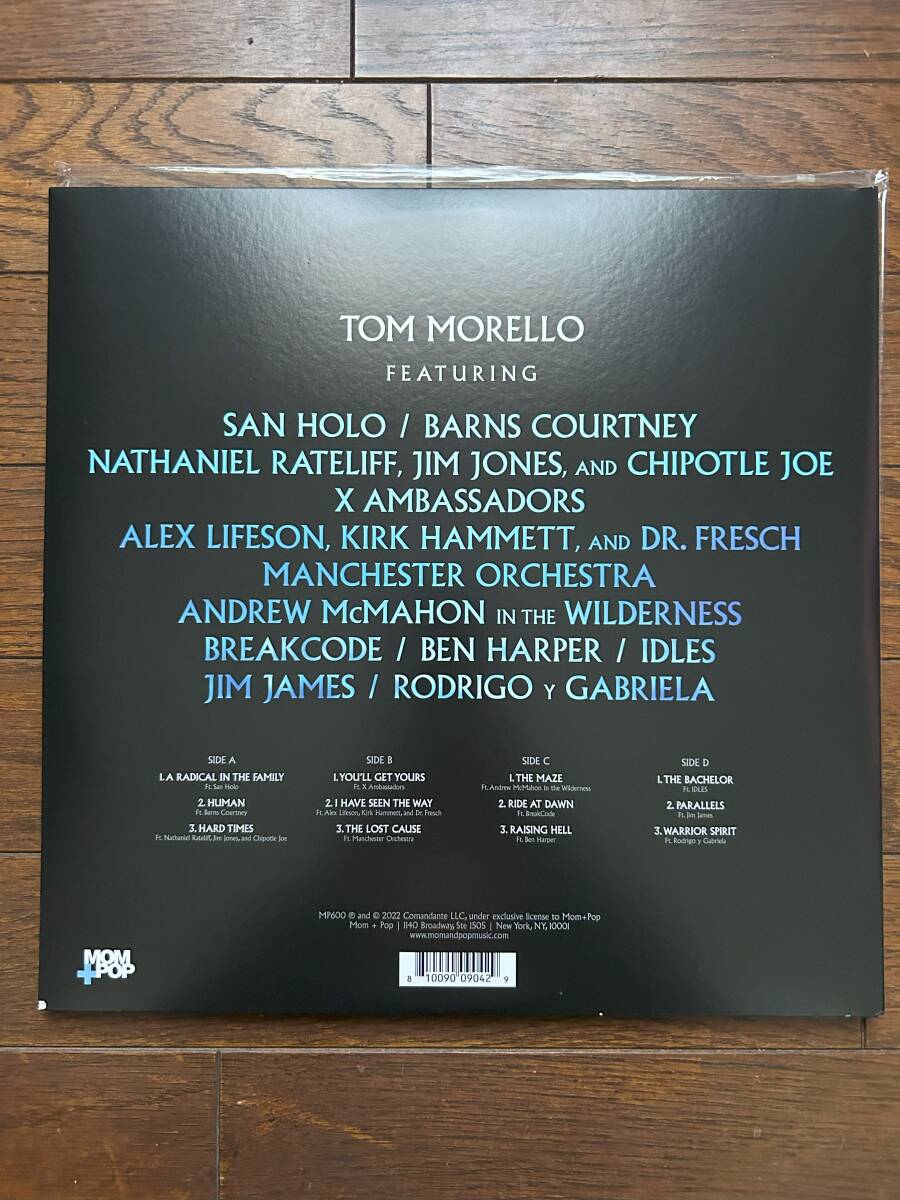 TOM MORELLO
FEATURING
SAN HOLO / BARNS COURTNEY
NATHANIEL RATELIFF, JIM JONES, AND CHIPOTLE JOE
X AMBASSADORS
ALEX LIFESON, KIRK HAMMETT, AND DR. FRESCH
MANCHESTER ORCHESTRA
ANDREW McMAHON IN THE WILDERNESS
BREAKCODE / BEN HARPER / IDLES
JIM JAMES / RODRIGO Y GABRIELA
SIDE A
1. A RADICAL IN THE FAMILY
Ft. San Holo
2. HUMAN
Ft. Barns Courtney
3. HARD TIMES
Ft. Nathaniel Rateliff, Jim Jones, and Chipotle Joe
SIDE B
1. YOU'LL GET YOURS
Ft. X Ambassadors
2. I HAVE SEEN THE WAY
Ft. Alex Lifeson, Kirk Hammett, and Dr. Fresch
3. THE LOST CAUSE
Ft. Manchester Orchestra
SIDE C
1. THE MAZE
Ft. Andrew McMahon in the Wilderness
2. RIDE AT DAWN
Ft. BreakCode
3. RAISING HELL
Ft. Ben Harper
SIDE D
1. THE BACHELOR
Ft. IDLES
2. PARALLELS
Ft. Jim James
3. WARRIOR SPIRIT
Ft. Rodrigo y Gabriela
MP600 ℗ and © 2022 Comandante LLC, under exclusive license to Mom+Pop
Mom + Pop | 1140 Broadway, Ste 1505 | New York, NY, 10001
www.momandpopmusic.com
MOM
+POP
8 10090 09042 9